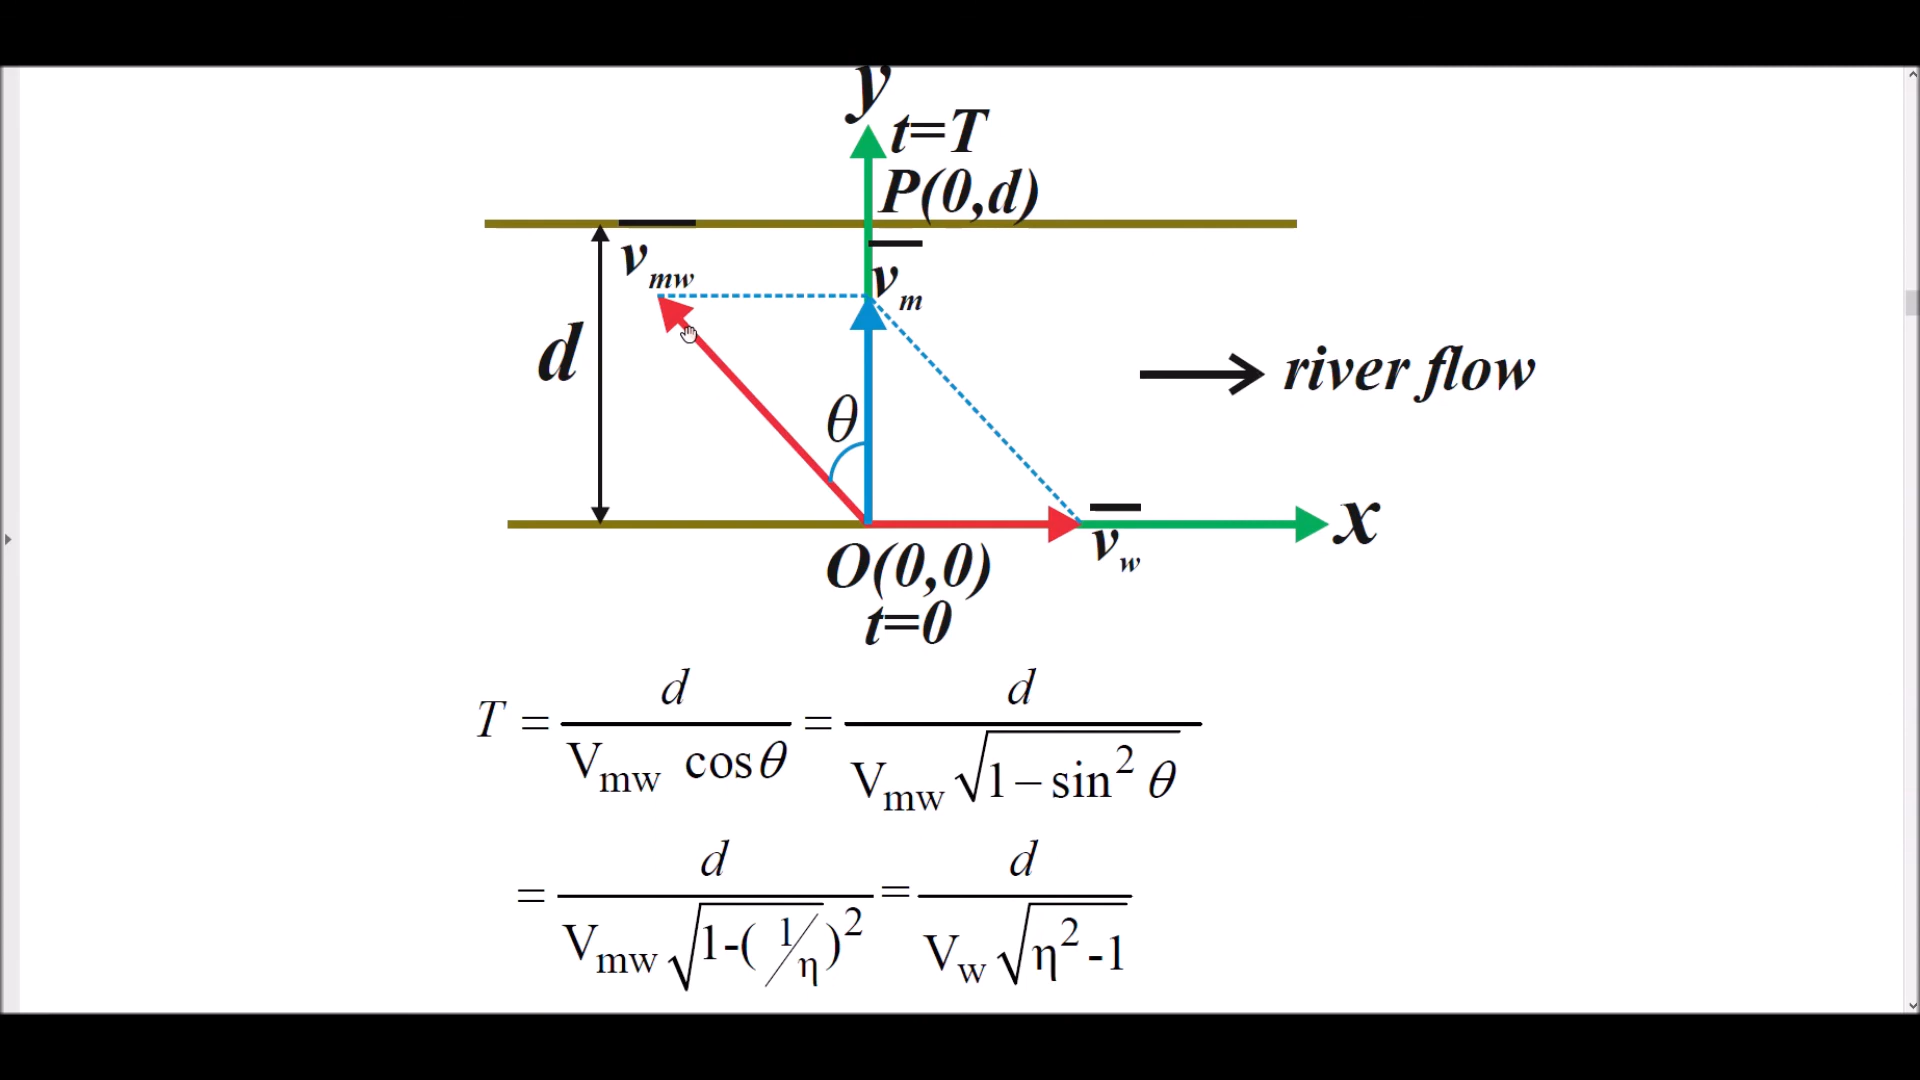 y
t=T
P(0,d)
v_mw
v_m
d
θ
river flow
x
v_w
O(0,0)
t=0
T = d / (V_mw cosθ) = d / (V_mw √(1 – sin² θ))
= d / (V_mw √(1-(1/η)²)) = d / (V_w √(η² -1))